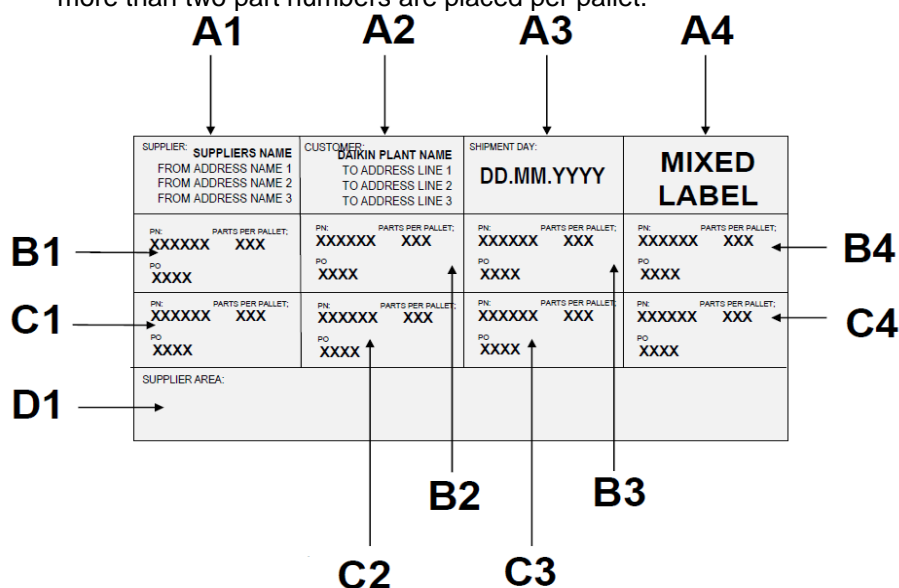 more than two part numbers are placed per pallet.
A1 A2 A3 A4
SUPPLIER: SUPPLIERS NAME
FROM ADDRESS NAME 1
FROM ADDRESS NAME 2
FROM ADDRESS NAME 3
CUSTOMER: DAIKIN PLANT NAME
TO ADDRESS LINE 1
TO ADDRESS LINE 2
TO ADDRESS LINE 3
SHIPMENT DAY:
DD.MM.YYYY
MIXED
LABEL
B1
PN: PARTS PER PALLET;
XXXXXX XXX
PO
XXXX
PN: PARTS PER PALLET;
XXXXXX XXX
PO
XXXX
PN: PARTS PER PALLET;
XXXXXX XXX
PO
XXXX
PN: PARTS PER PALLET;
XXXXXX XXX
PO
XXXX
B4
C1
PN: PARTS PER PALLET;
XXXXXX XXX
PO
XXXX
PN: PARTS PER PALLET;
XXXXXX XXX
PO
XXXX
PN: PARTS PER PALLET;
XXXXXX XXX
PO
XXXX
PN: PARTS PER PALLET;
XXXXXX XXX
PO
XXXX
C4
D1
SUPPLIER AREA:
B2 B3
C2 C3